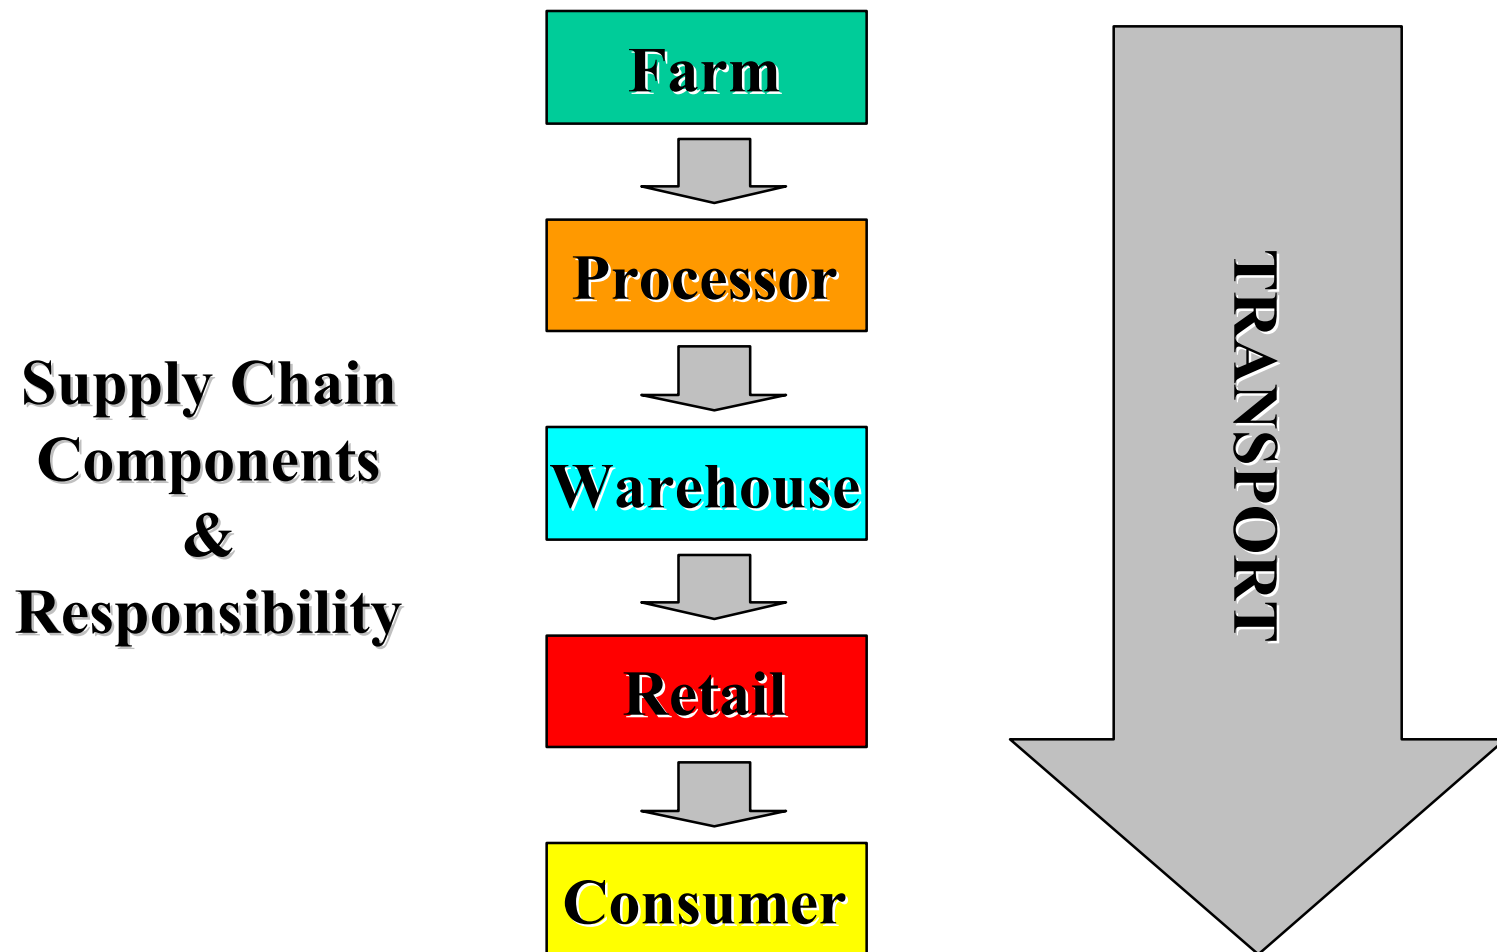 Supply Chain
Components
&
Responsibility
Farm
Processor
Warehouse
Retail
Consumer
TRANSPORT